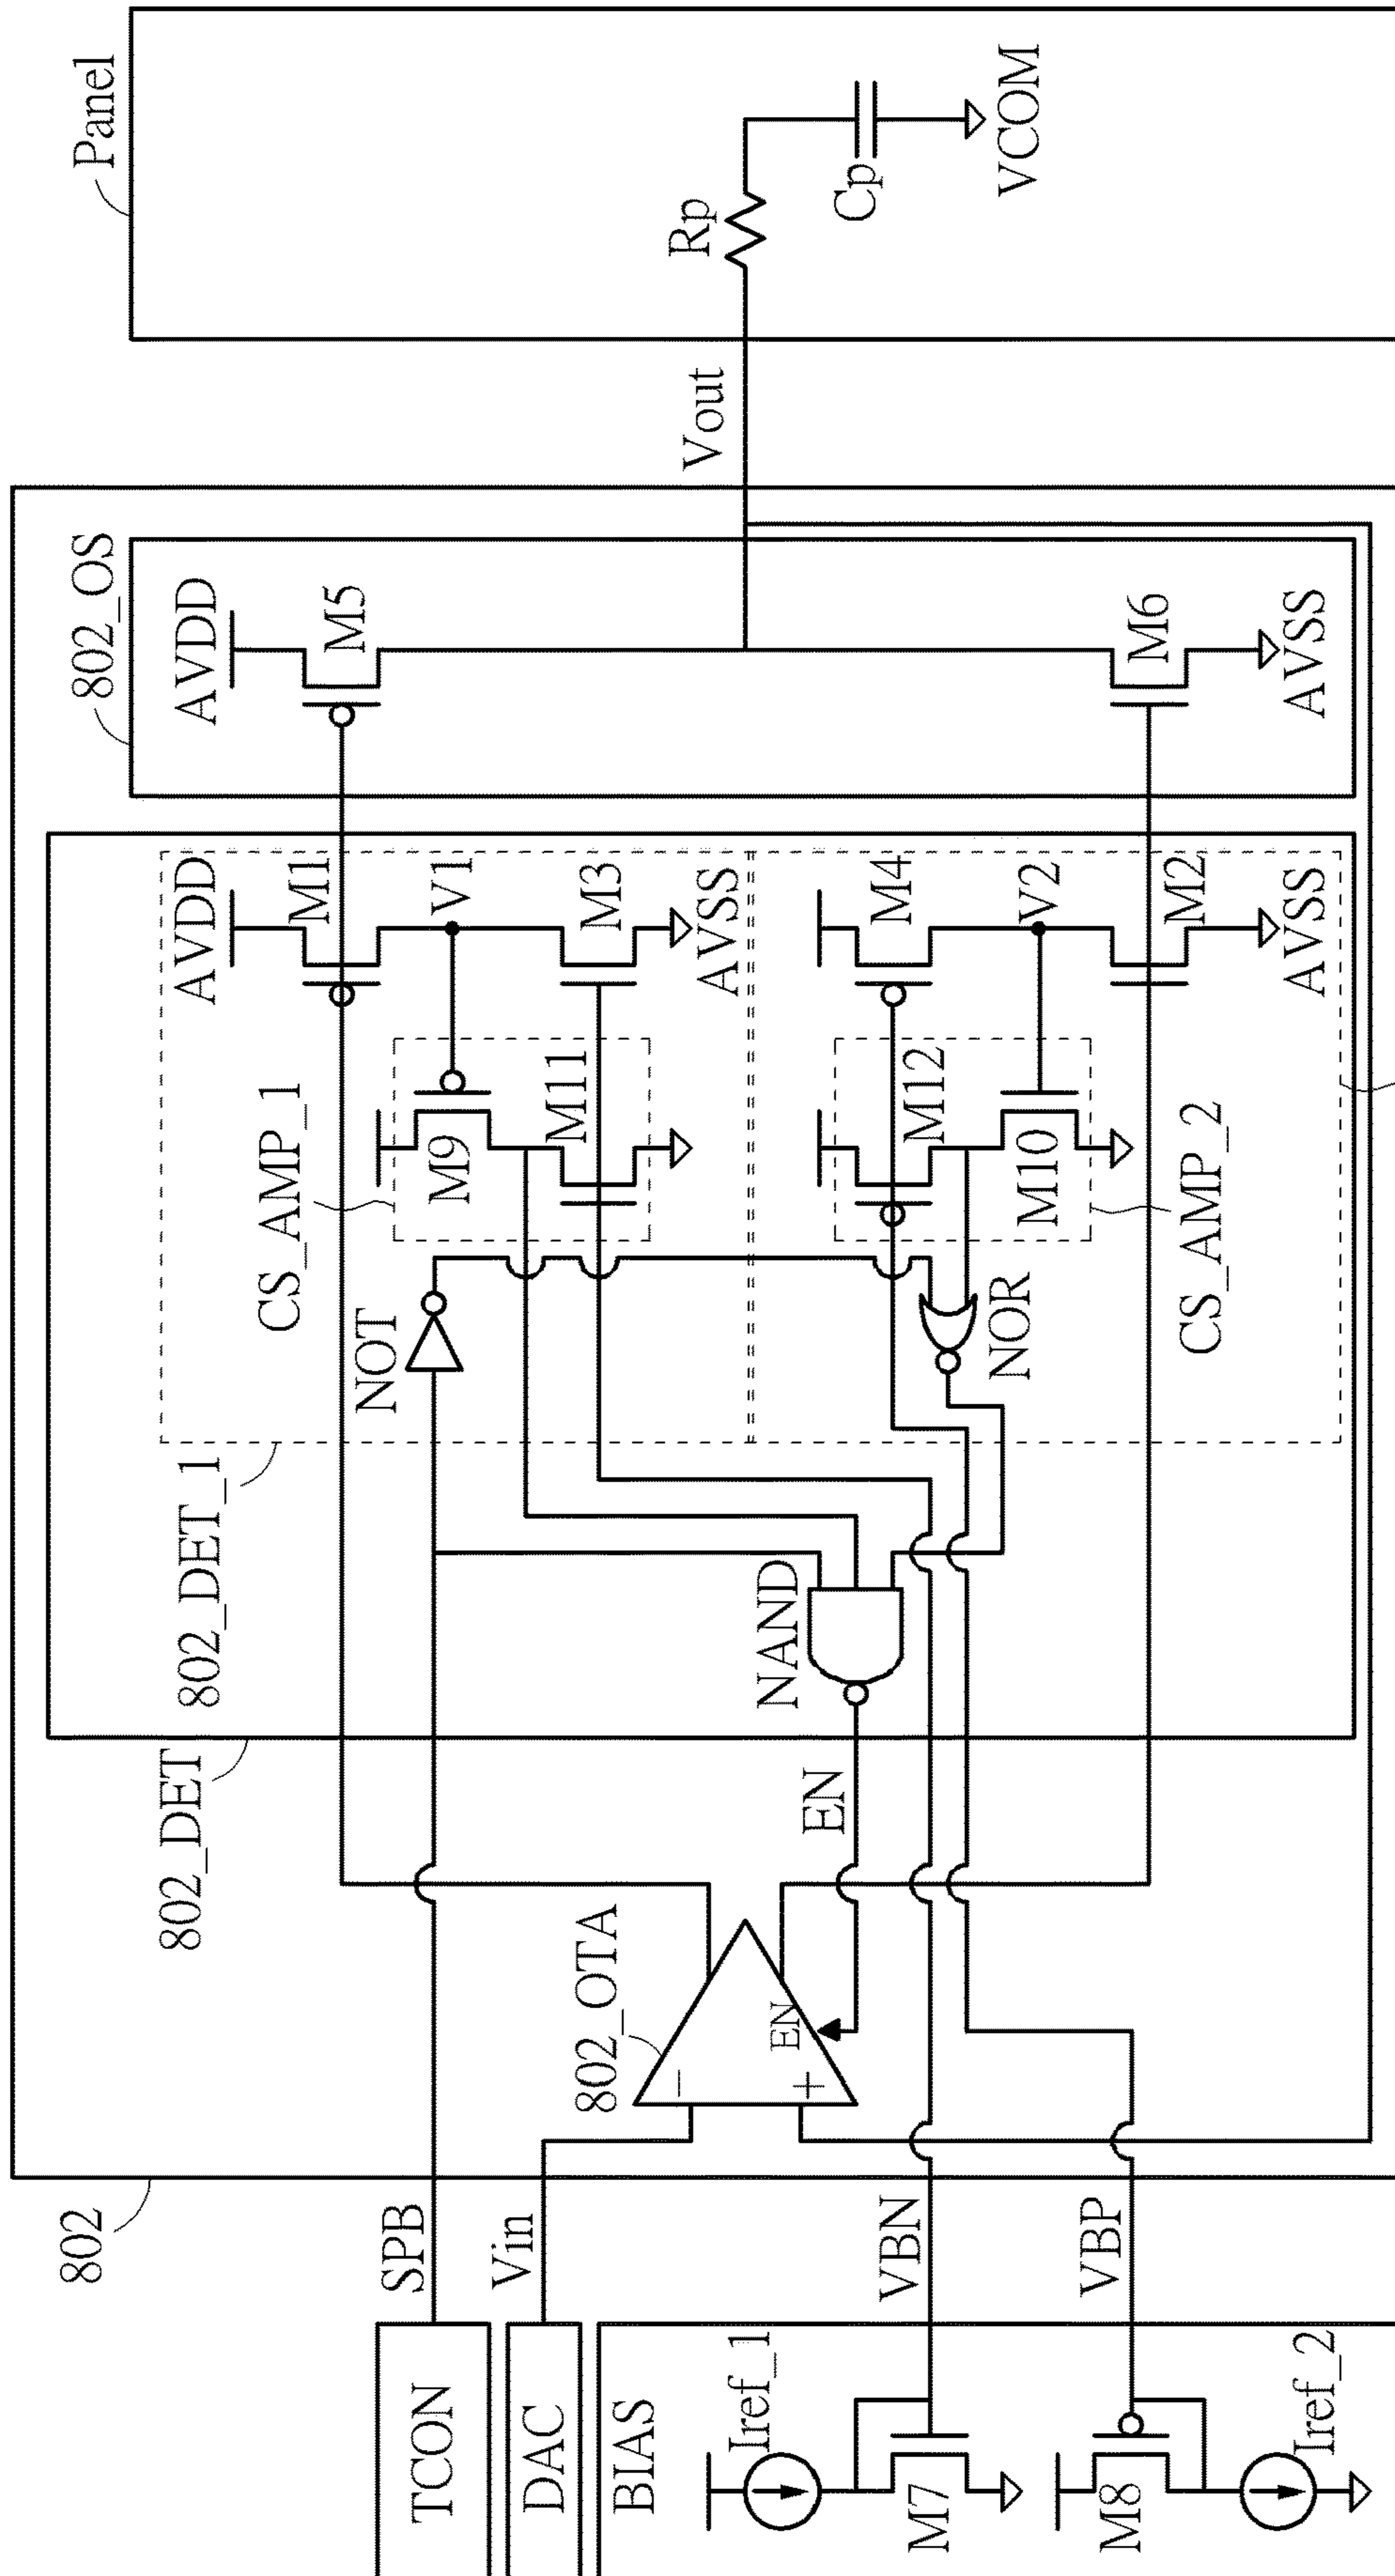 Panel
Rp
Cp
VCOM
Vout
802_OS
AVDD
M5
M6
AVSS
AVDD
M1
V1
M3
AVSS
M4
V2
M2
AVSS
CS_AMP_1
M9
M11
M12
M10
CS_AMP_2
NOT
NOR
802_DET_1
NAND
802_DET
EN
802_OTA
−
+
EN
802
SPB
Vin
VBN
VBP
TCON
DAC
BIAS
Iref_1
M7
M8
Iref_2